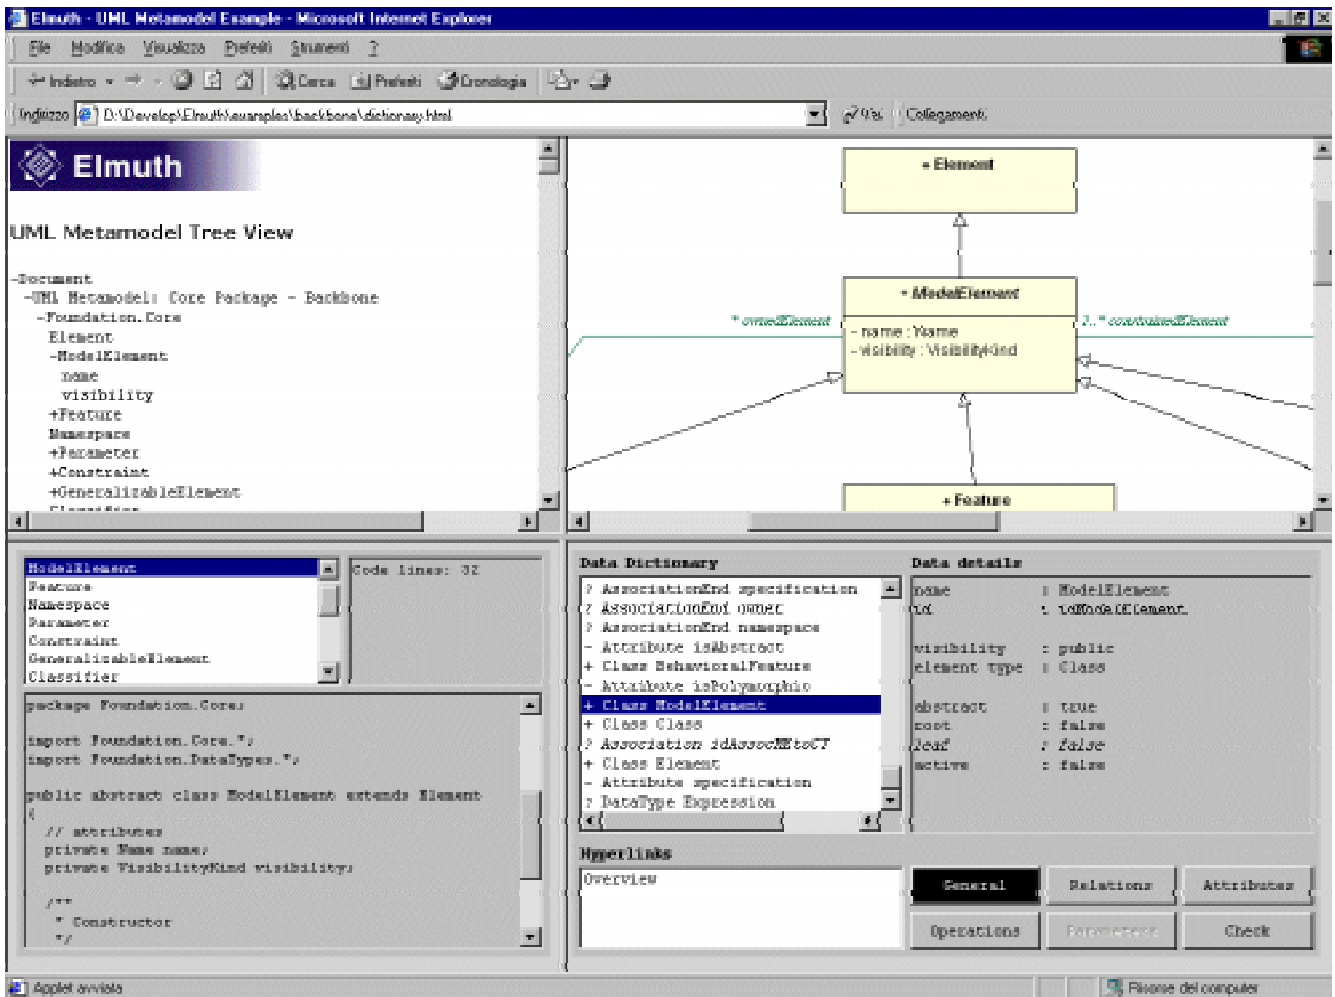 Elmuth - UML Metamodel Example - Microsoft Internet Explorer
File Modifica Visualizza Preferiti Strumenti ?
Indietro Cerca Preferiti Cronologia
Indirizzo D:\Develop\Elmuth\examples\backbone\dictionary.html Vai Collegamenti
Elmuth
UML Metamodel Tree View
-Document
-UML Metamodel: Core Package - Backbone
-Foundation.Core
Element
-ModelElement
name
visibility
+Feature
Namespace
+Parameter
+Constraint
+GeneralizableElement
Classifier
+ Element
* ModelElement
- name : Name
- visibility : VisibilityKind
* ownedElement
1..* constrainedElement
+ Feature
ModelElement
Feature
Namespace
Parameter
Constraint
GeneralizableElement
Classifier
Code lines: 32
package Foundation.Core;
import Foundation.Core.*;
import Foundation.DataTypes.*;
public abstract class ModelElement extends Element
{
// attributes
private Name name;
private VisibilityKind visibility;
/**
* Constructor
*/
Data Dictionary
? AssociationEnd specification
? AssociationEnd owner
? AssociationEnd namespace
- Attribute isAbstract
+ Class BehavioralFeature
- Attribute isPolymorphic
+ Class ModelElement
+ Class Class
? Association idAssocMEtoCT
+ Class Element
- Attribute specification
? DataType Expression
Hyperlinks
Overview
Data details
name : ModelElement
id : idModelElement
visibility : public
element type : Class
abstract : true
root : false
leaf : false
active : false
General Relations Attributes
Operations Parameters Check
Applet avviata Risorse del computer